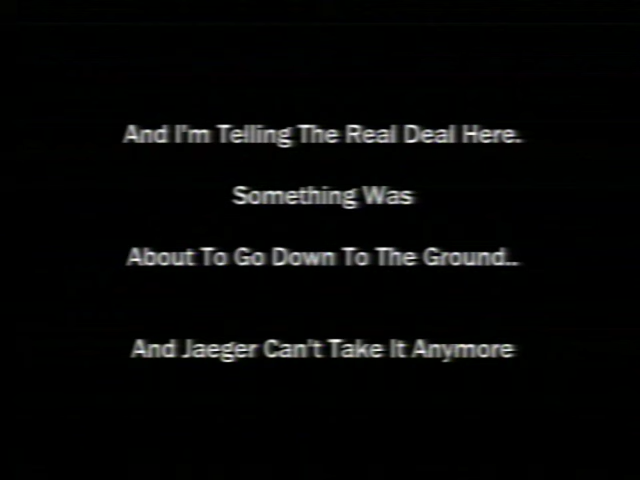 And I'm Telling The Real Deal Here.
Something Was
About To Go Down To The Ground..
And Jaeger Can't Take It Anymore